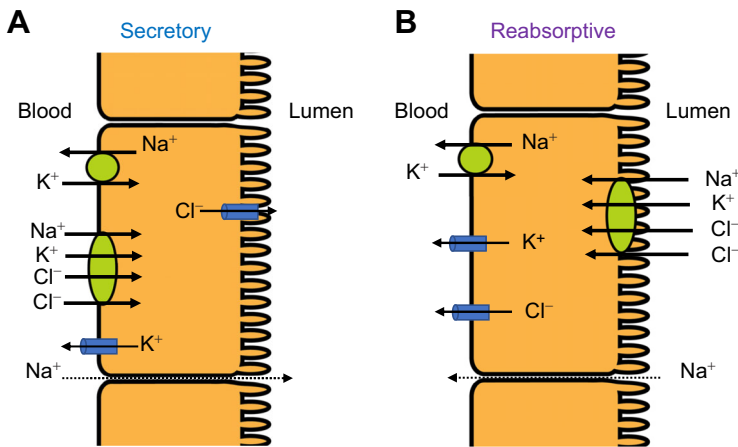 A
Secretory
Blood
Lumen
Na⁺
K⁺
Cl⁻
Na⁺
K⁺
Cl⁻
Cl⁻
K⁺
Na⁺
B
Reabsorptive
Blood
Lumen
Na⁺
K⁺
Na⁺
K⁺
Cl⁻
Cl⁻
K⁺
Cl⁻
Na⁺